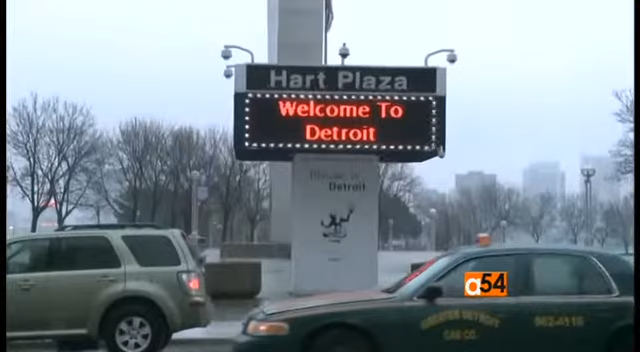 Hart Plaza
Welcome To
Detroit
Detroit
a54
GREATER DETROIT
CAB CO.